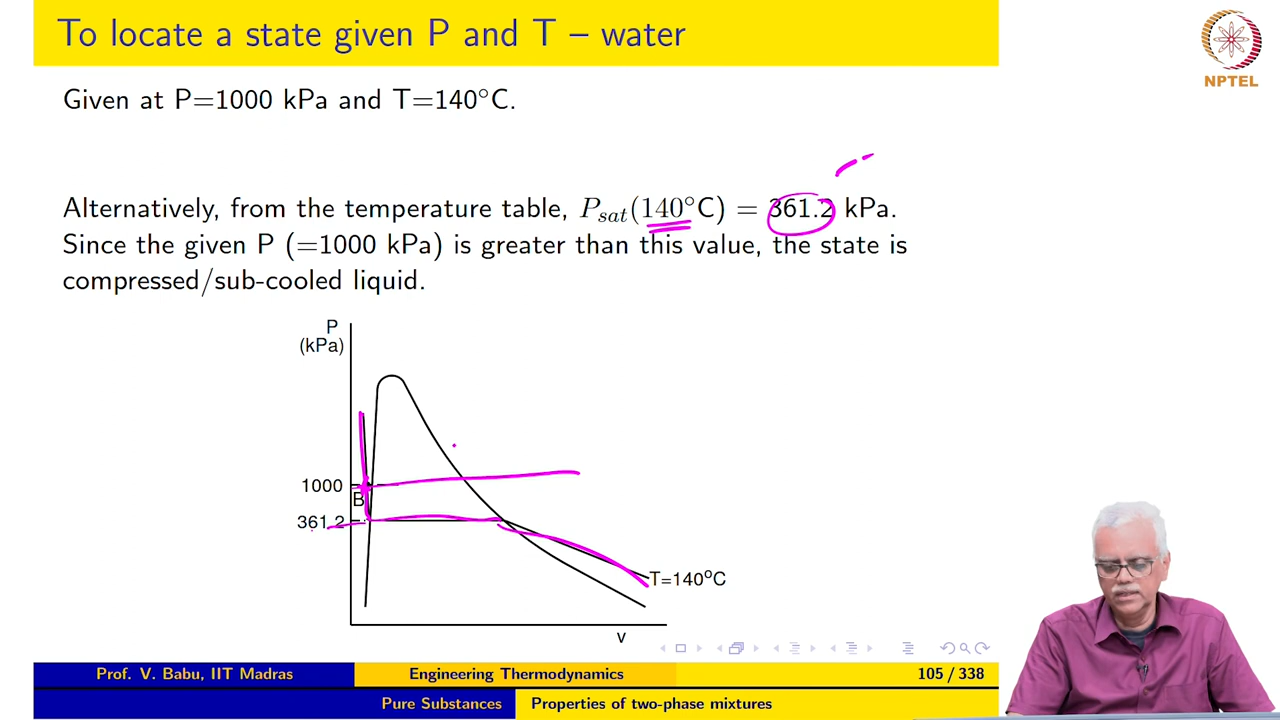 To locate a state given P and T – water
NPTEL
Given at P=1000 kPa and T=140°C.
Alternatively, from the temperature table, P_sat(140°C) = 361.2 kPa.
Since the given P (=1000 kPa) is greater than this value, the state is
compressed/sub-cooled liquid.
P
(kPa)
1000
B
361.2
T=140°C
v
Prof. V. Babu, IIT Madras
Engineering Thermodynamics
105 / 338
Pure Substances
Properties of two-phase mixtures